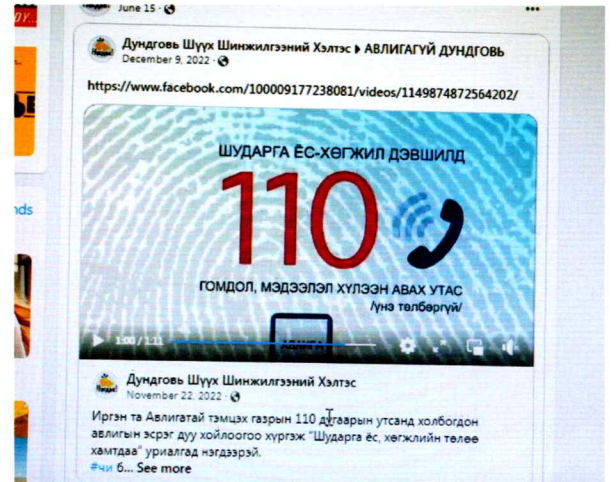 DY...
June 15 ·
Дундговь Шүүх Шинжилгээний Хэлтэс ▸ АВЛИГАГҮЙ ДУНДГОВЬ
December 9, 2022 ·
https://www.facebook.com/100009177238081/videos/1149874872564202/
ШУДАРГА ЁС-ХӨГЖИЛ ДЭВШИЛД
110
ГОМДОЛ, МЭДЭЭЛЭЛ ХҮЛЭЭН АВАХ УТАС
/үнэ төлбөргүй/
АВЛИГА
1:00 / 1:11
nds
Дундговь Шүүх Шинжилгээний Хэлтэс
November 22, 2022 ·
Иргэн та Авлигатай тэмцэх газрын 110 дугаарын утсанд холбогдон
авлигын эсрэг дуу хойлоогоо хүргэж "Шударга ёс, хөгжлийн төлөө
хамтдаа" уриалгад нэгдээрэй.
#чи б... See more